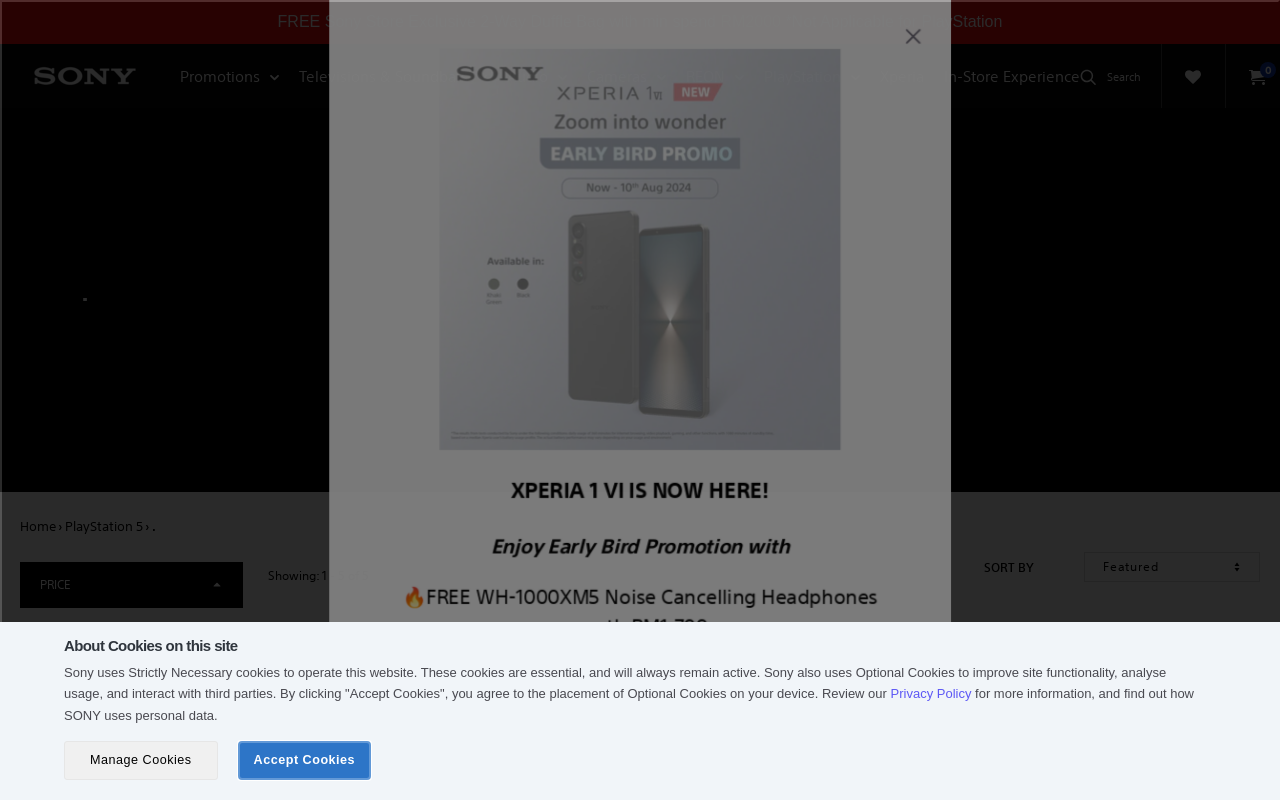 FREE
Station
SONY
Promotions
In-Store Experience
Search
0
SONY
XPERIA 1 VI NEW
Zoom into wonder
EARLY BIRD PROMO
Now - 10th Aug 2024
Available in:
Black
XPERIA 1 VI IS NOW HERE!
Enjoy Early Bird Promotion with
🔥FREE WH-1000XM5 Noise Cancelling Headphones
Home › PlayStation 5 › .
PRICE
Showing: 1
SORT BY
Featured
About Cookies on this site
Sony uses Strictly Necessary cookies to operate this website. These cookies are essential, and will always remain active. Sony also uses Optional Cookies to improve site functionality, analyse
usage, and interact with third parties. By clicking "Accept Cookies", you agree to the placement of Optional Cookies on your device. Review our Privacy Policy for more information, and find out how
SONY uses personal data.
Manage Cookies
Accept Cookies